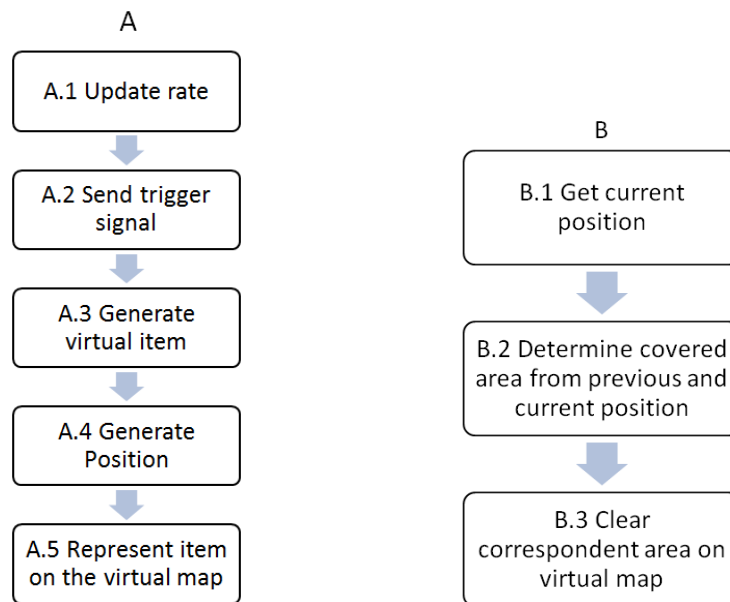 A
A.1 Update rate
A.2 Send trigger
signal
A.3 Generate
virtual item
A.4 Generate
Position
A.5 Represent item
on the virtual map
B
B.1 Get current
position
B.2 Determine covered
area from previous and
current position
B.3 Clear
correspondent area on
virtual map